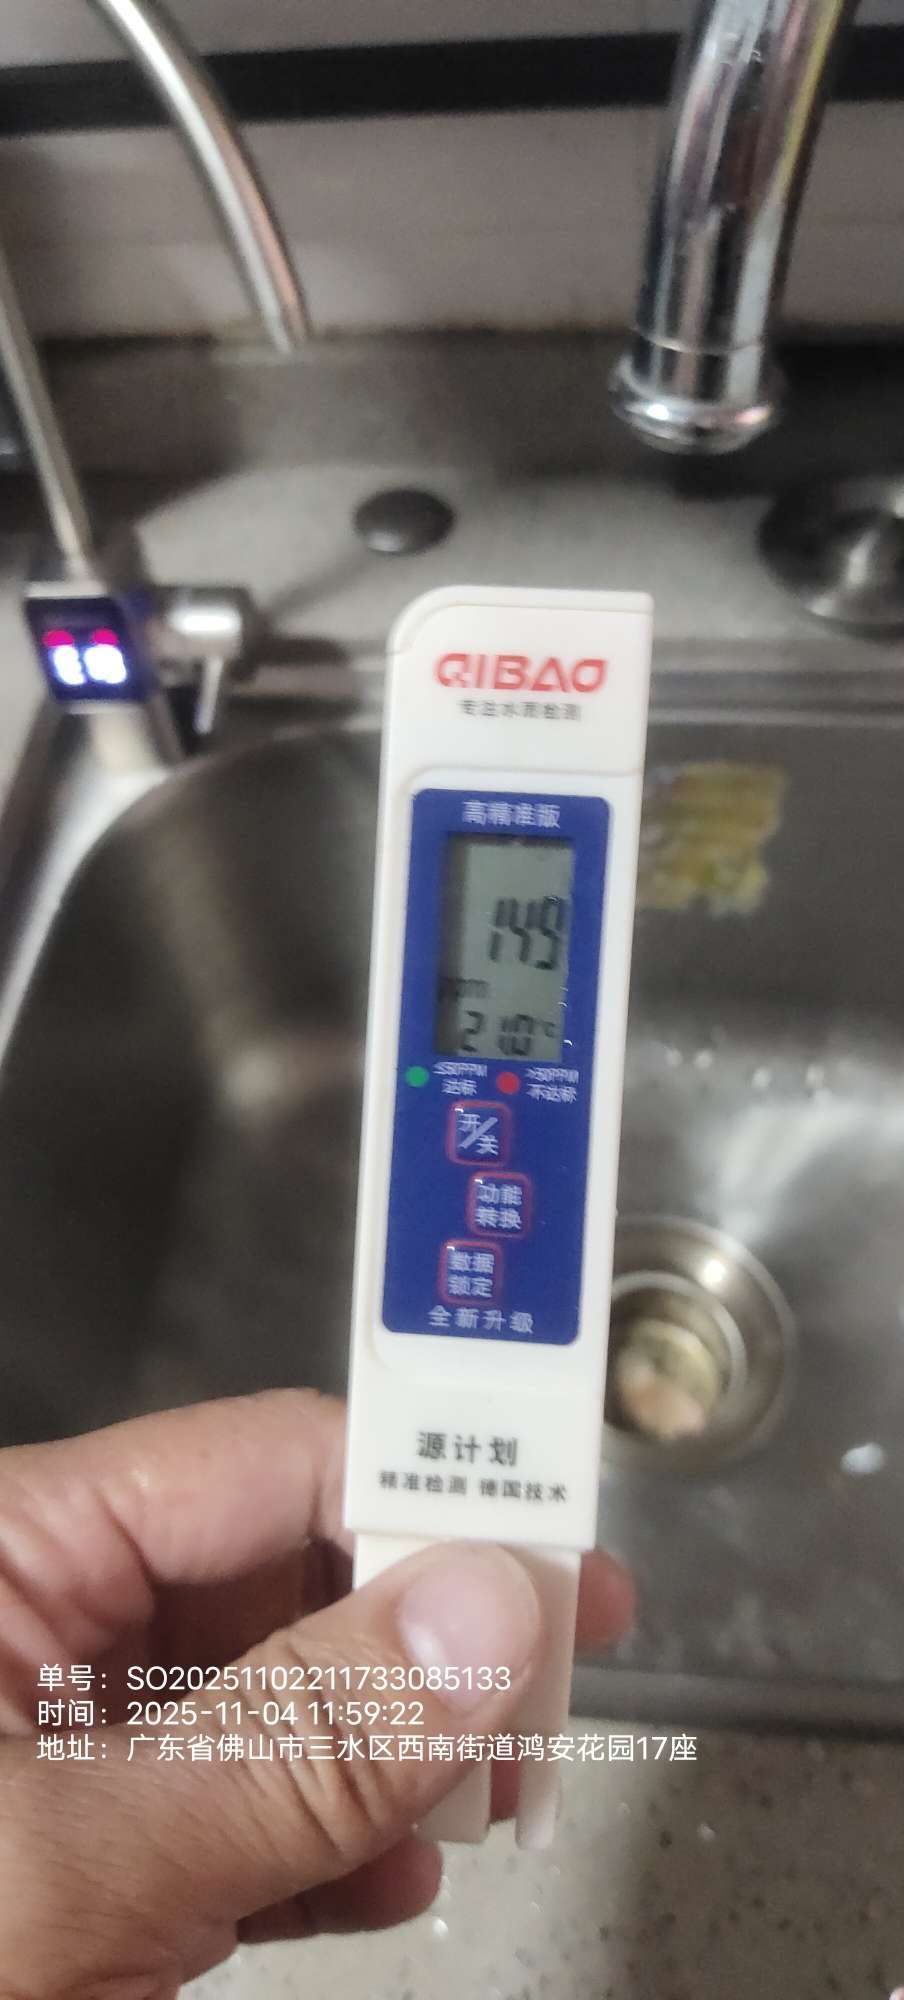 QIBAO
专注水质检测
高精准版
149
ppm
21.0°C
≤50PPM
达标
>50PPM
不达标
开/关
功能
转换
数据
锁定
全新升级
源计划
精准检测 德国技术
单号：SO20251102211733085133
时间：2025-11-04 11:59:22
地址：广东省佛山市三水区西南街道鸿安花园17座